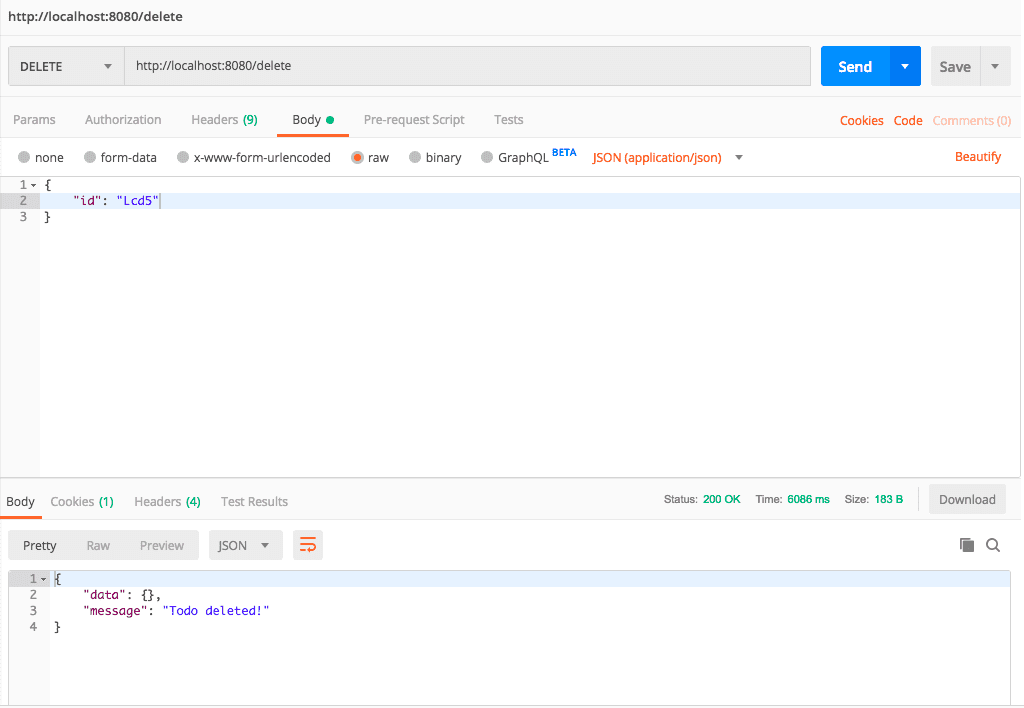 http://localhost:8080/delete
DELETE http://localhost:8080/delete Send Save
Params Authorization Headers (9) Body Pre-request Script Tests Cookies Code Comments (0)
none form-data x-www-form-urlencoded raw binary GraphQL BETA JSON (application/json) Beautify
1 {
2 "id": "Lcd5"
3 }
Body Cookies (1) Headers (4) Test Results Status: 200 OK Time: 6086 ms Size: 183 B Download
Pretty Raw Preview JSON
1 {
2 "data": {},
3 "message": "Todo deleted!"
4 }